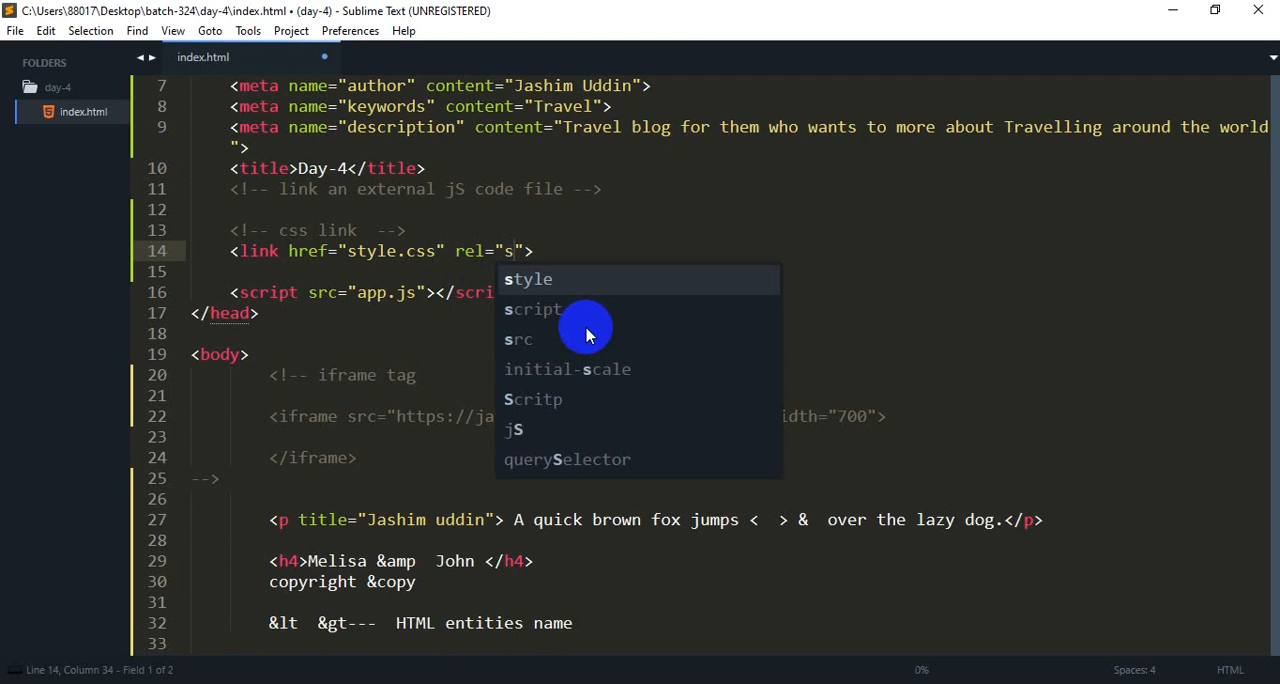 C:\Users\88017\Desktop\batch-324\day-4\index.html • (day-4) - Sublime Text (UNREGISTERED)
File Edit Selection Find View Goto Tools Project Preferences Help
FOLDERS
day-4
index.html
index.html
7 <meta name="author" content="Jashim Uddin">
8 <meta name="keywords" content="Travel">
9 <meta name="description" content="Travel blog for them who wants to more about Travelling around the world
">
10 <title>Day-4</title>
11 <!-- link an external jS code file -->
12
13 <!-- css link  -->
14 <link href="style.css" rel="s">
15
16 <script src="app.js"></scri
17 </head>
18
19 <body>
20 <!-- iframe tag
21
22 <iframe src="https://ja idth="700">
23
24 </iframe>
25 -->
26
27 <p title="Jashim uddin"> A quick brown fox jumps <  > &  over the lazy dog.</p>
28
29 <h4>Melisa &amp  John </h4>
30 copyright &copy
31
32 &lt  &gt---  HTML entities name
33
style
script
src
initial-scale
Scritp
jS
querySelector
Line 14, Column 34 - Field 1 of 2
0%
Spaces: 4
HTML